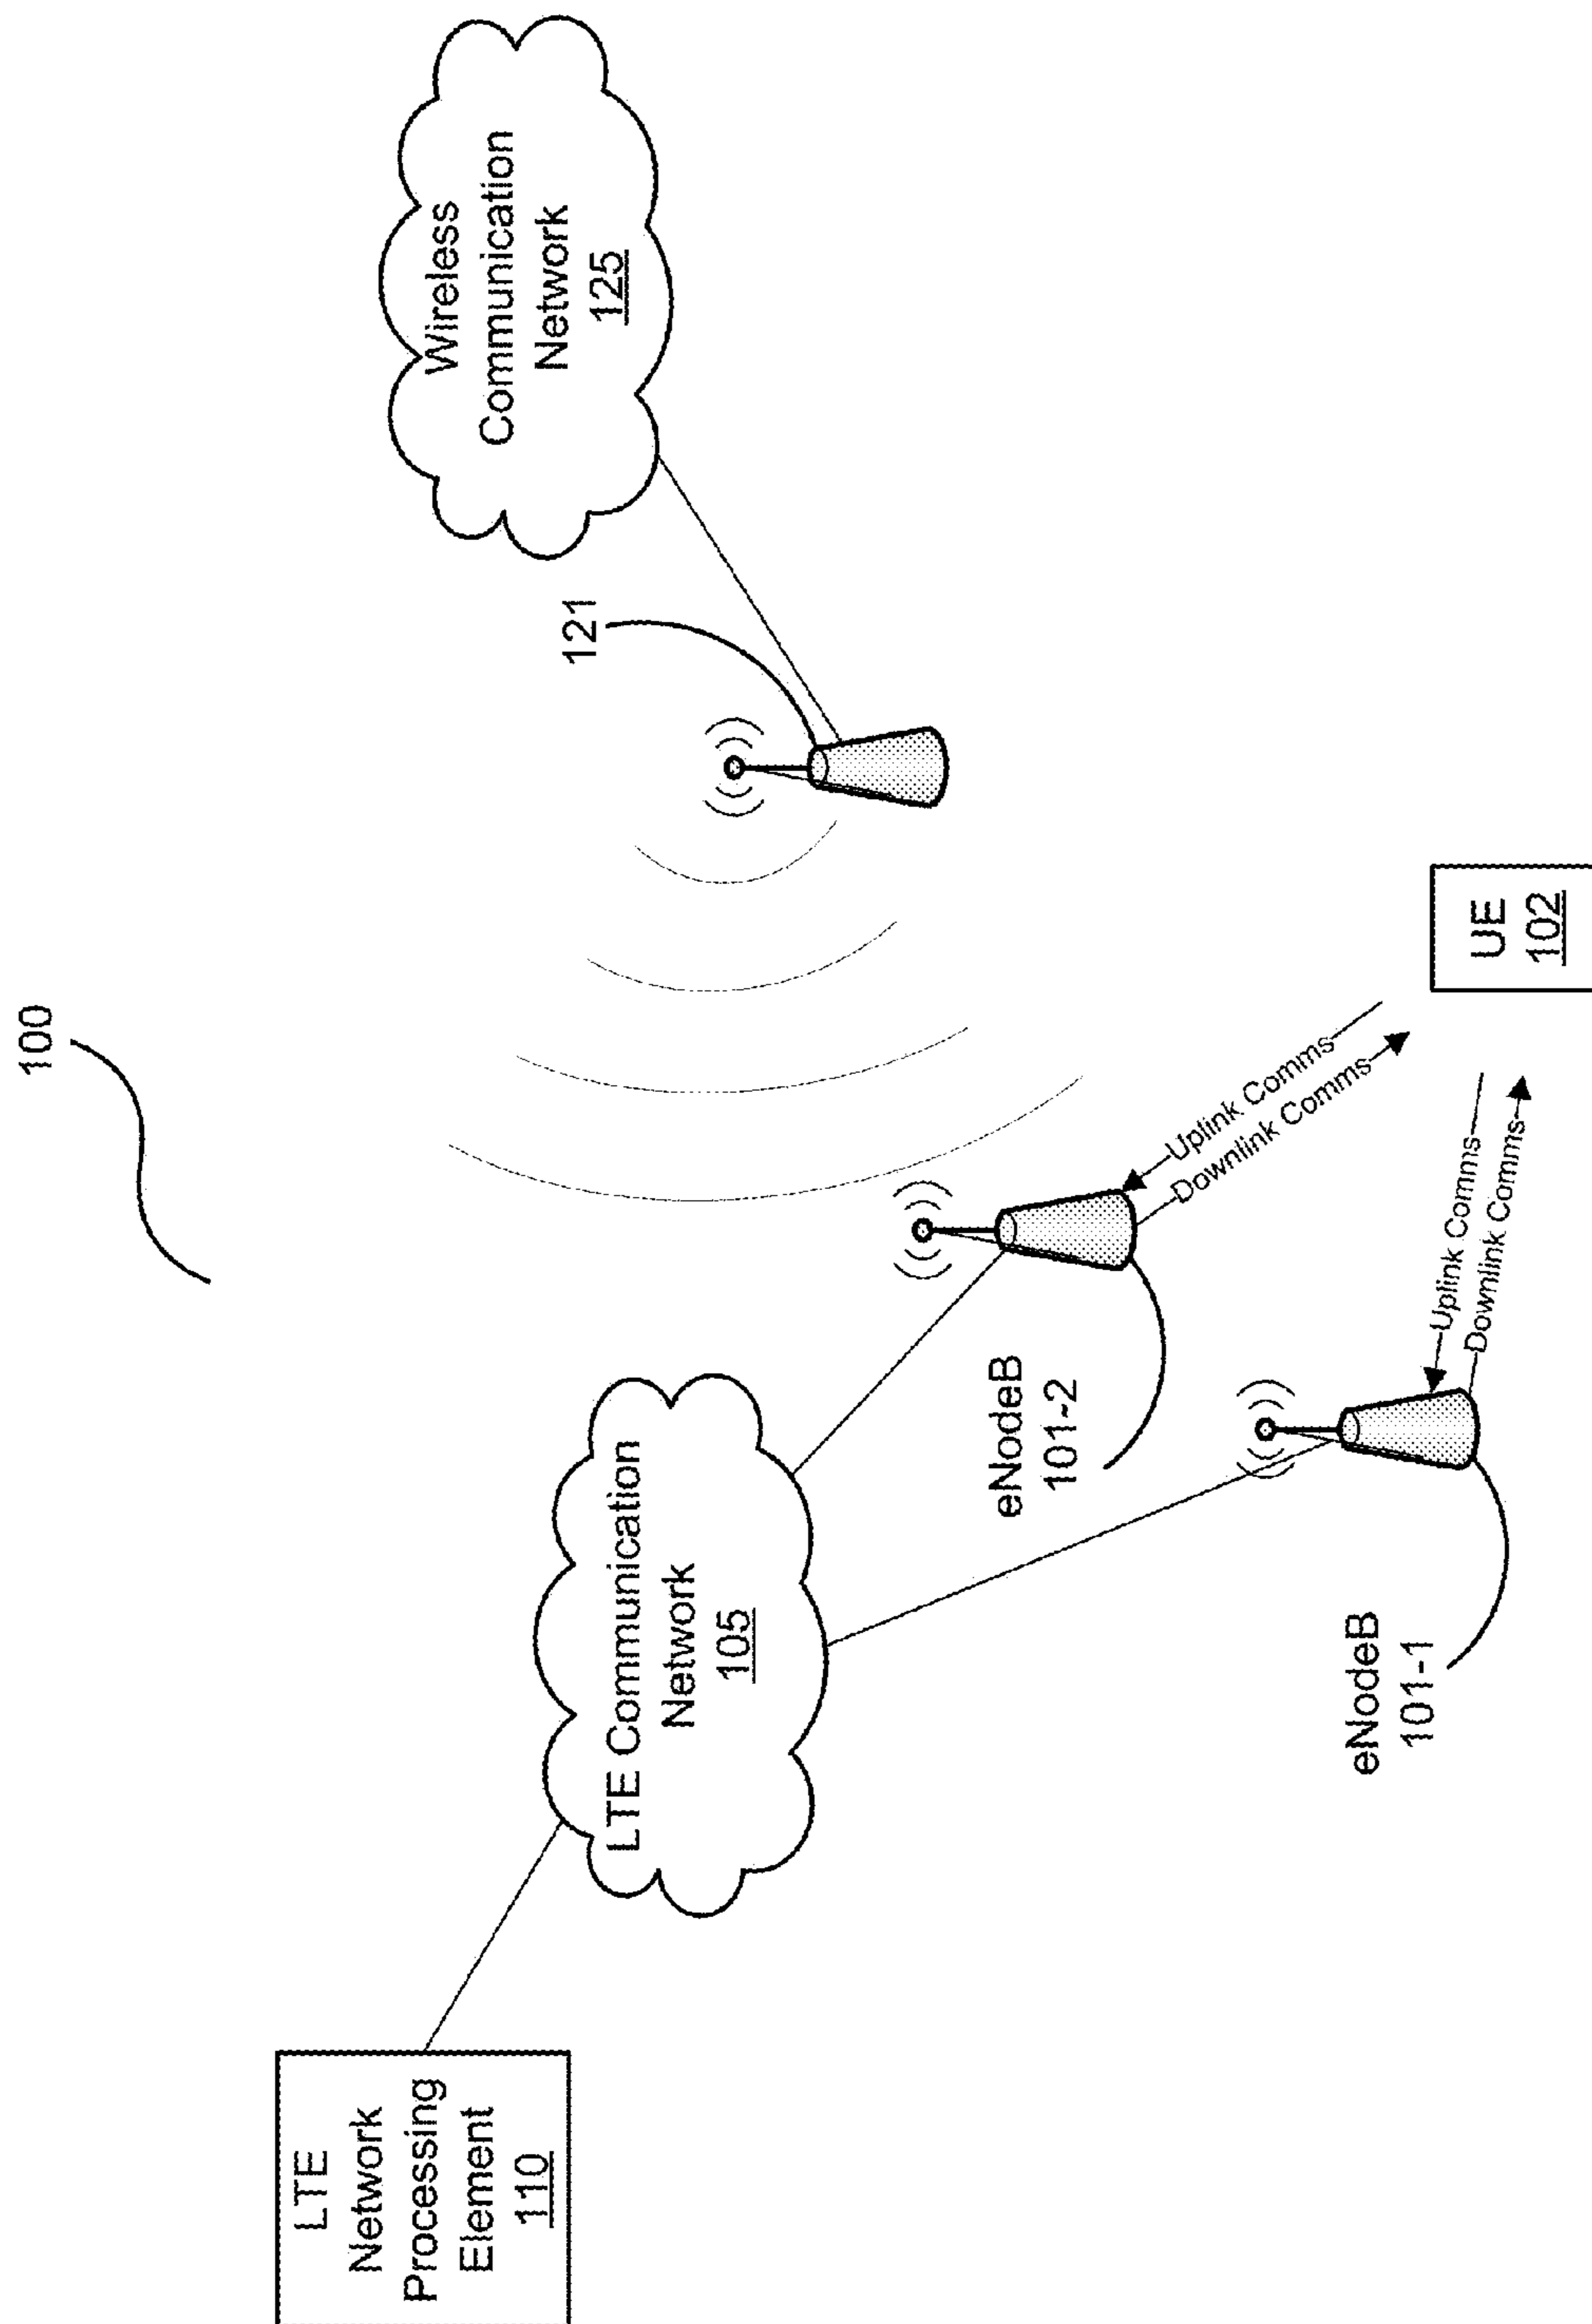 100
LTE
Network
Processing
Element
110
LTE Communication
Network
105
Wireless
Communication
Network
125
121
eNodeB
101-2
Uplink Comms
Downlink Comms
eNodeB
101-1
Uplink Comms
Downlink Comms
UE
102